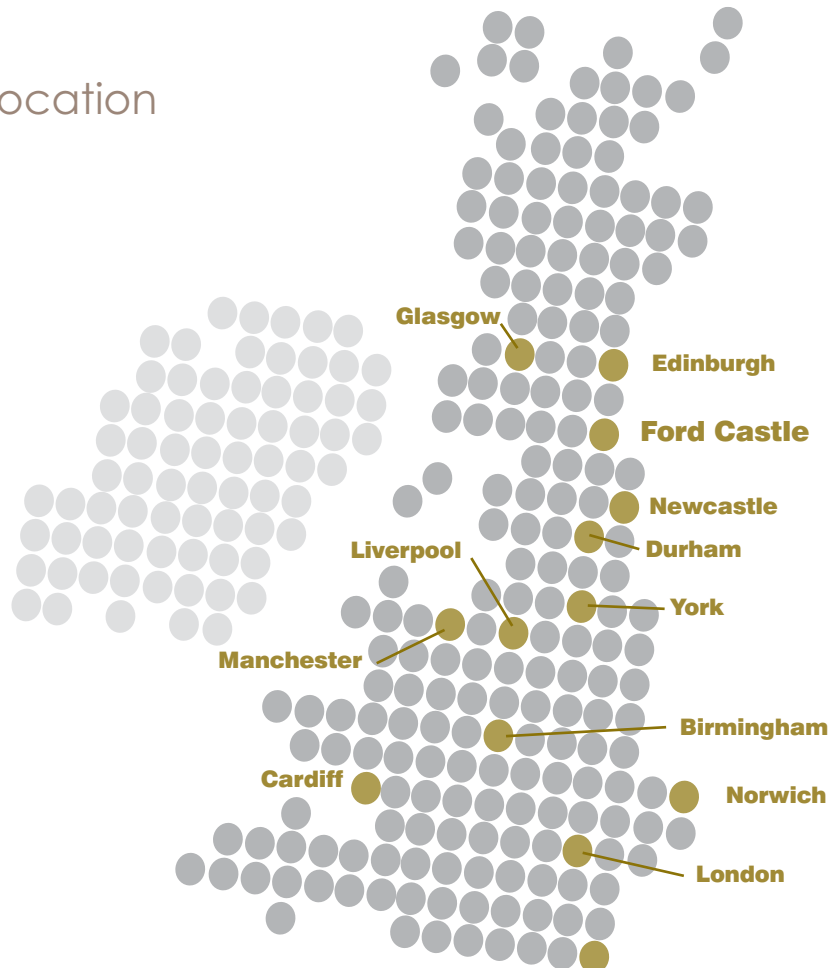 ocation
Glasgow
Edinburgh
Ford Castle
Newcastle
Liverpool
Durham
York
Manchester
Birmingham
Cardiff
Norwich
London